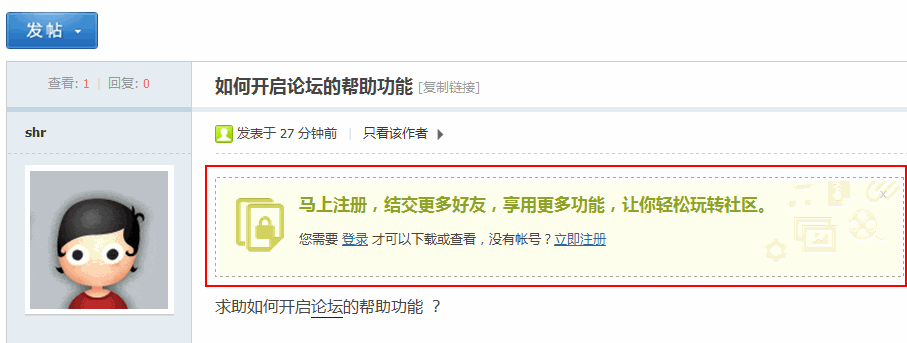 发帖
查看: 1 | 回复: 0
如何开启论坛的帮助功能 [复制链接]
shr
发表于 27 分钟前 | 只看该作者
马上注册，结交更多好友，享用更多功能，让你轻松玩转社区。
x
您需要 登录 才可以下载或查看，没有帐号？立即注册
求助如何开启论坛的帮助功能 ？